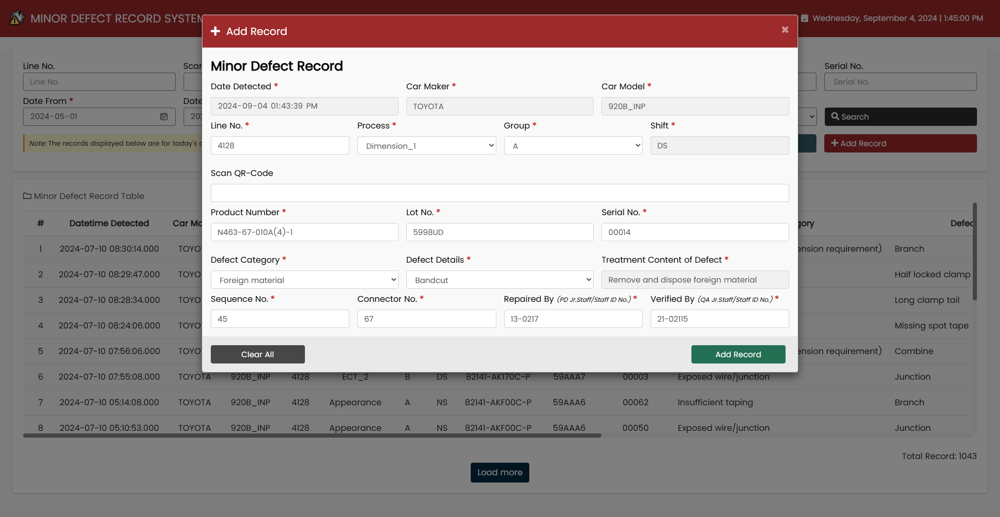 MINOR DEFECT RECORD SYSTEM
Wednesday, September 4, 2024 | 1:45:00 PM
Add Record
Minor Defect Record
Date Detected * Car Maker * Car Model *
2024-09-04 01:43:39 PM TOYOTA 920B_INP
Line No. * Process * Group * Shift *
4128 Dimension_1 A DS
Scan QR-Code
Product Number * Lot No. * Serial No. *
N463-67-010A(4)-1 5998UD 00014
Defect Category * Defect Details * Treatment Content of Defect *
Foreign material Bandcut Remove and dispose foreign material
Sequence No. * Connector No. * Repaired By (PD Jr.Staff/Staff ID No.) * Verified By (QA Jr.Staff/Staff ID No.) *
45 67 13-0217 21-02115
Clear All Add Record
Line No. Scan Serial No.
Line No. Serial No.
Date From * Date
2024-05-01 202 Search
Note: The records displayed below are for today's Add Record
Minor Defect Record Table
# Datetime Detected Car Ma gory Defec
1 2024-07-10 08:30:14.000 TOYO ension requirement) Branch
2 2024-07-10 08:29:47.000 TOYO Half locked clamp
3 2024-07-10 08:28:34.000 TOYO Long clamp tail
4 2024-07-10 08:24:06.000 TOYO Missing spot tape
5 2024-07-10 07:56:06.000 TOYO ension requirement) Combine
6 2024-07-10 07:55:08.000 TOYOTA 920B_INP 4128 ECT_2 B DS 82141-AK170C-P 59AAA7 00003 Exposed wire/junction Junction
7 2024-07-10 05:14:08.000 TOYOTA 920B_INP 4128 Appearance A NS 82141-AKF00C-P 59AAA6 00062 Insufficient taping Branch
8 2024-07-10 05:10:53.000 TOYOTA 920B_INP 4128 Appearance A NS 82141-AKF00C-P 59AAA6 00050 Exposed wire/junction Junction
Total Record: 1043
Load more